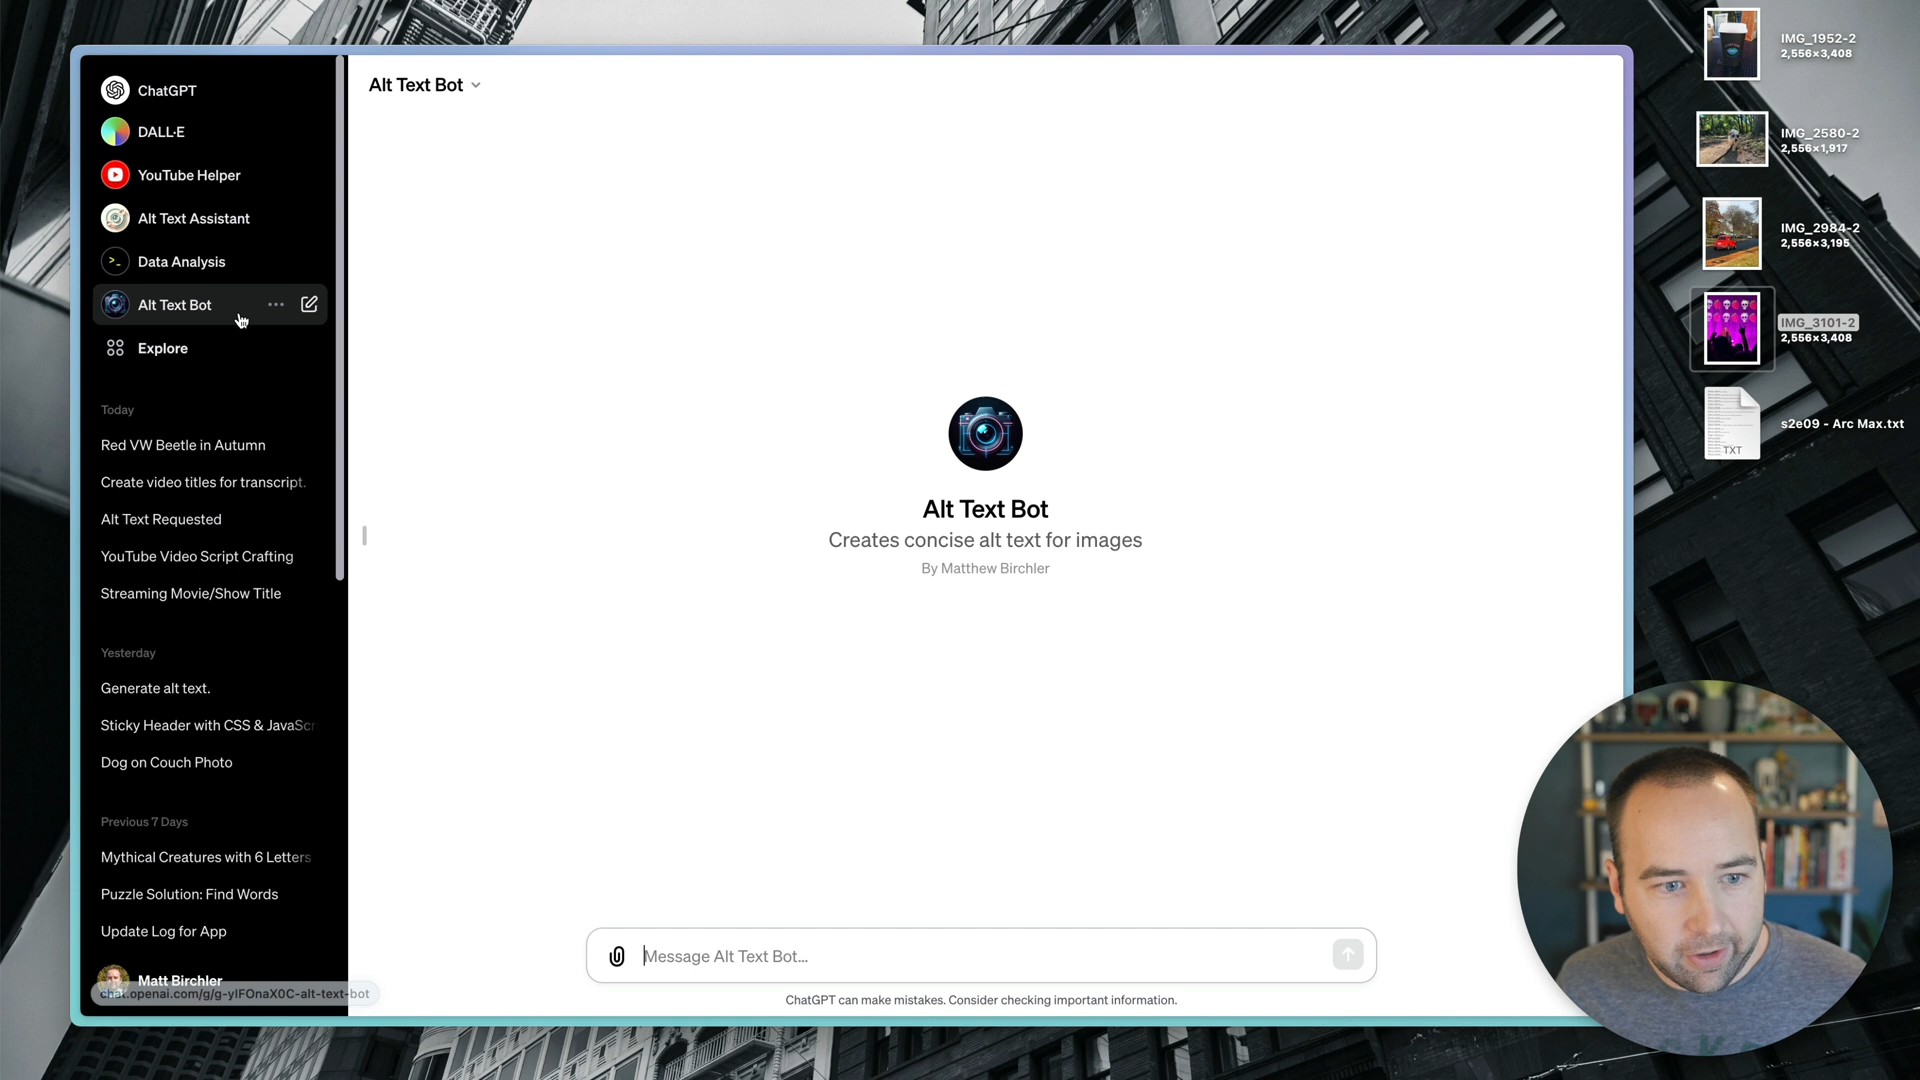 ChatGPT
DALL·E
YouTube Helper
Alt Text Assistant
Data Analysis
Alt Text Bot
Explore
Today
Red VW Beetle in Autumn
Create video titles for transcript.
Alt Text Requested
YouTube Video Script Crafting
Streaming Movie/Show Title
Yesterday
Generate alt text.
Sticky Header with CSS & JavaScr
Dog on Couch Photo
Previous 7 Days
Mythical Creatures with 6 Letters
Puzzle Solution: Find Words
Update Log for App
Matt Birchler
chat.openai.com/g/g-yIFOnaX0C-alt-text-bot
Alt Text Bot
Alt Text Bot
Creates concise alt text for images
By Matthew Birchler
Message Alt Text Bot...
ChatGPT can make mistakes. Consider checking important information.
IMG_1952-2
2,556×3,408
IMG_2580-2
2,556×1,917
IMG_2984-2
2,556×3,195
IMG_3101-2
2,556×3,408
TXT
s2e09 - Arc Max.txt